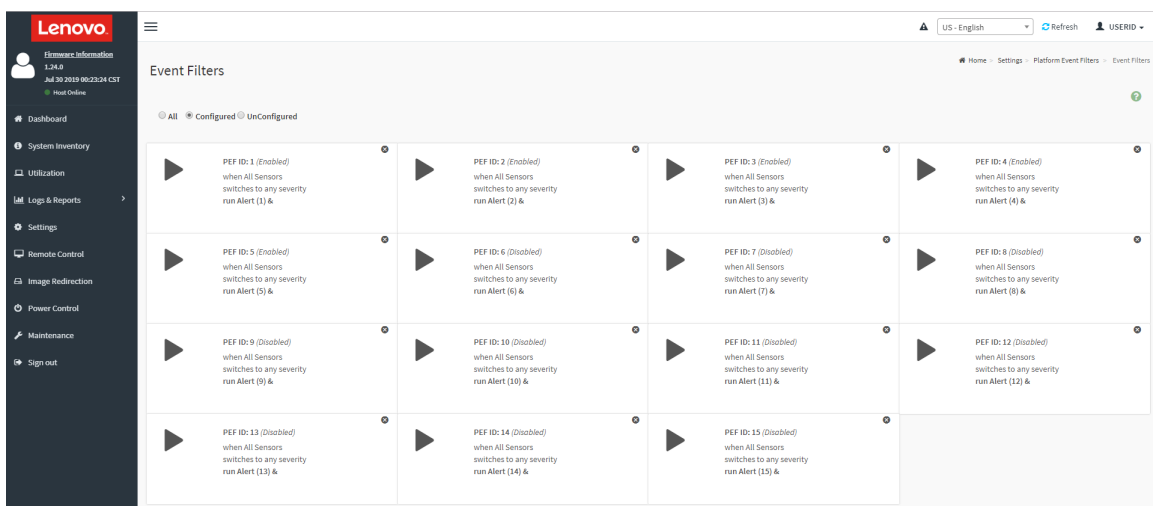 Lenovo.
US - English
Refresh
USERID
Firmware Information
1.24.0
Jul 30 2019 00:23:24 CST
Host Online
Dashboard
System Inventory
Utilization
Logs & Reports
Settings
Remote Control
Image Redirection
Power Control
Maintenance
Sign out
Event Filters
Home > Settings > Platform Event Filters > Event Filters
All Configured UnConfigured
PEF ID: 1 (Enabled)
when All Sensors
switches to any severity
run Alert (1) &
PEF ID: 2 (Enabled)
when All Sensors
switches to any severity
run Alert (2) &
PEF ID: 3 (Enabled)
when All Sensors
switches to any severity
run Alert (3) &
PEF ID: 4 (Enabled)
when All Sensors
switches to any severity
run Alert (4) &
PEF ID: 5 (Enabled)
when All Sensors
switches to any severity
run Alert (5) &
PEF ID: 6 (Disabled)
when All Sensors
switches to any severity
run Alert (6) &
PEF ID: 7 (Disabled)
when All Sensors
switches to any severity
run Alert (7) &
PEF ID: 8 (Disabled)
when All Sensors
switches to any severity
run Alert (8) &
PEF ID: 9 (Disabled)
when All Sensors
switches to any severity
run Alert (9) &
PEF ID: 10 (Disabled)
when All Sensors
switches to any severity
run Alert (10) &
PEF ID: 11 (Disabled)
when All Sensors
switches to any severity
run Alert (11) &
PEF ID: 12 (Disabled)
when All Sensors
switches to any severity
run Alert (12) &
PEF ID: 13 (Disabled)
when All Sensors
switches to any severity
run Alert (13) &
PEF ID: 14 (Disabled)
when All Sensors
switches to any severity
run Alert (14) &
PEF ID: 15 (Disabled)
when All Sensors
switches to any severity
run Alert (15) &